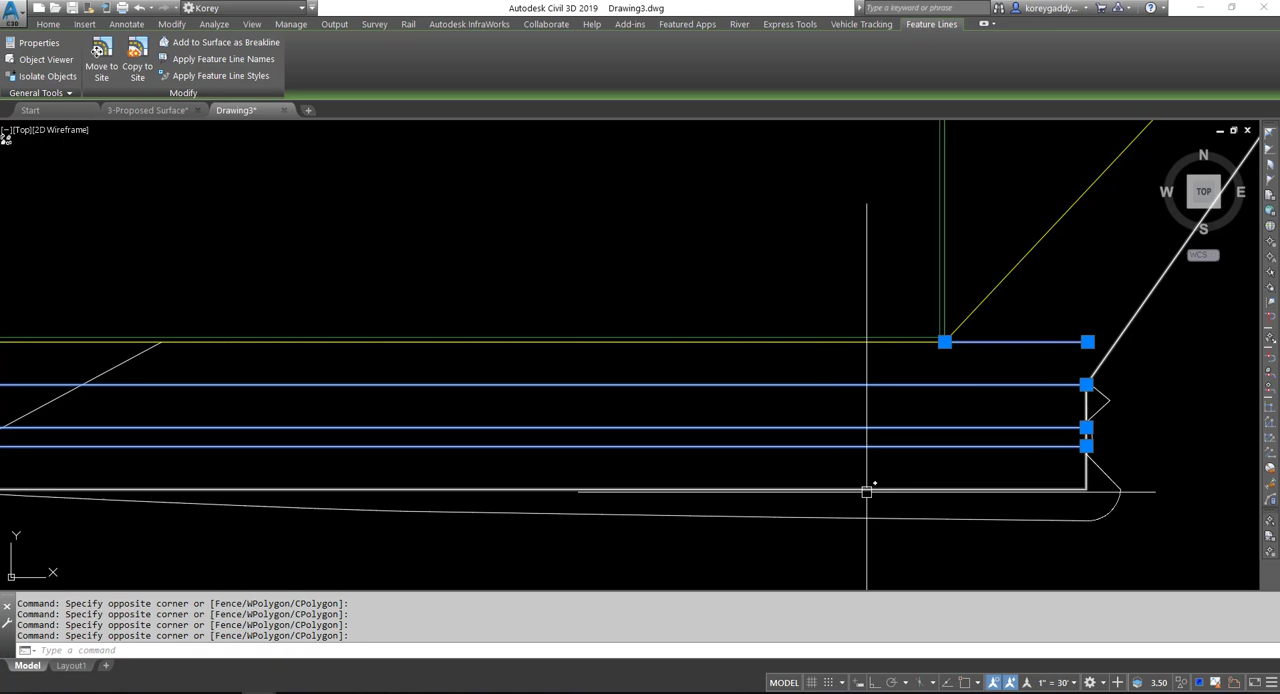 Korey
Autodesk Civil 3D 2019 Drawing3.dwg
Type a keyword or phrase
koreygaddy...
C3D
Home Insert Annotate Modify Analyze View Manage Output Survey Rail Autodesk InfraWorks Collaborate Help Add-ins Featured Apps River Express Tools Vehicle Tracking Feature Lines
Properties
Object Viewer
Isolate Objects
General Tools
Move to Site
Copy to Site
Add to Surface as Breakline
Apply Feature Line Names
Apply Feature Line Styles
Modify
Start 3-Proposed Surface* Drawing3*
[−][Top][2D Wireframe]
N
W TOP E
S
WCS
Y
X
Command: Specify opposite corner or [Fence/WPolygon/CPolygon]:
Command: Specify opposite corner or [Fence/WPolygon/CPolygon]:
Command: Specify opposite corner or [Fence/WPolygon/CPolygon]:
Command: Specify opposite corner or [Fence/WPolygon/CPolygon]:
Type a command
Model Layout1 +
MODEL 1" = 30' 3.50